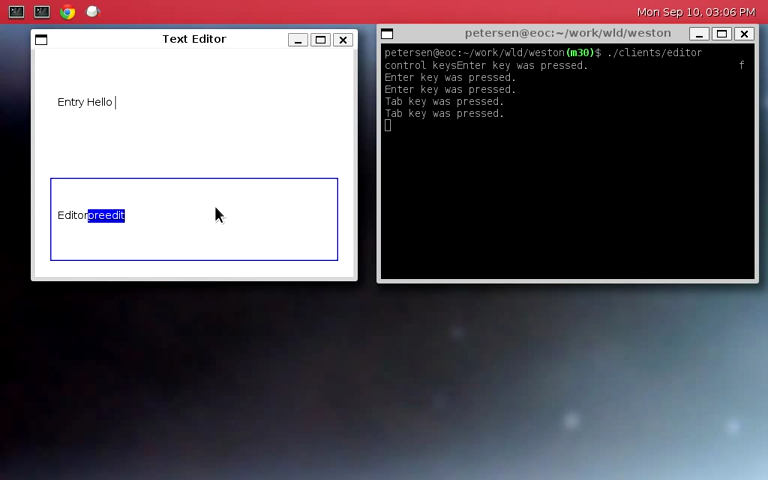 Mon Sep 10, 03:06 PM
Text Editor
Entry Hello
Editorpreedit
petersen@eoc:~/work/wld/weston
petersen@eoc:~/work/wld/weston(m30)$ ./clients/editor
control keysEnter key was pressed. f
Enter key was pressed.
Enter key was pressed.
Tab key was pressed.
Tab key was pressed.